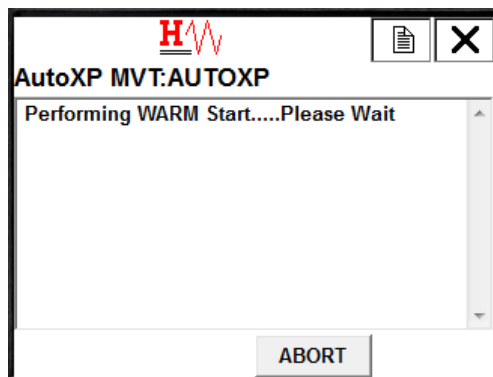 H
AutoXP MVT:AUTOXP
Performing WARM Start.....Please Wait
ABORT